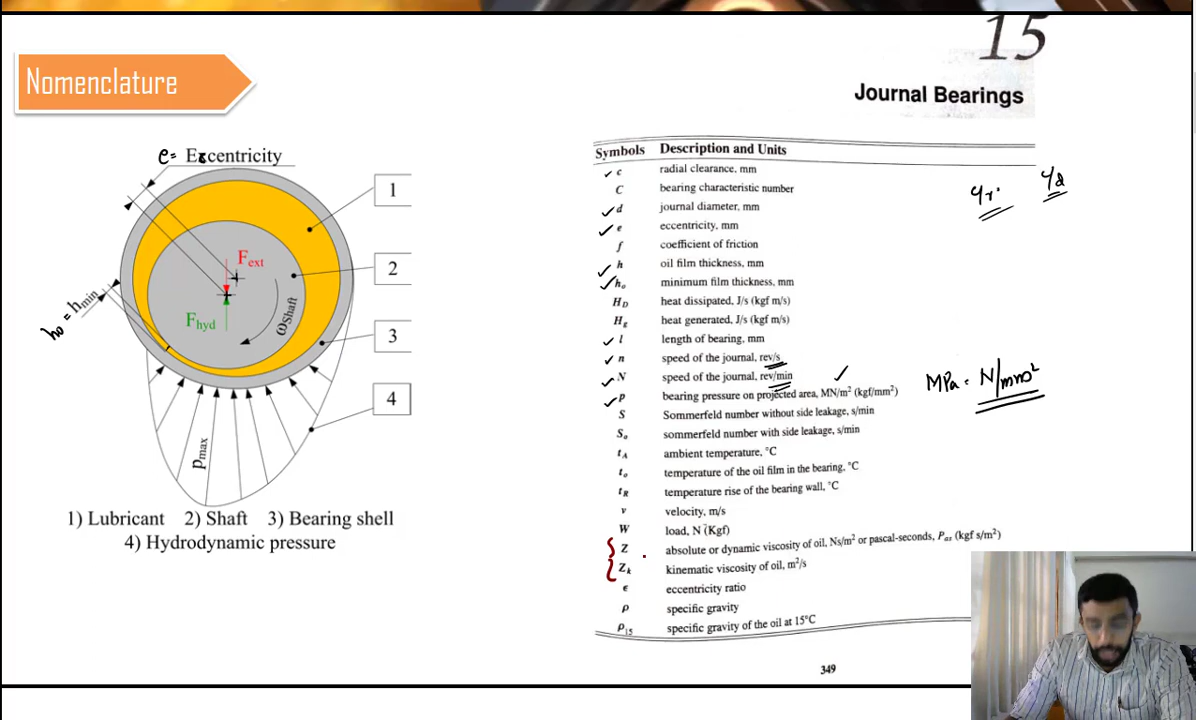 15
Nomenclature
Journal Bearings
e = Excentricity
1
2
3
4
Fext
Fhyd
ωShaft
h0 = hmin
pmax
1) Lubricant 2) Shaft 3) Bearing shell
4) Hydrodynamic pressure
Symbols Description and Units
c radial clearance, mm
C bearing characteristic number
d journal diameter, mm
e eccentricity, mm
f coefficient of friction
h oil film thickness, mm
ho minimum film thickness, mm
HD heat dissipated, J/s (kgf m/s)
Hg heat generated, J/s (kgf m/s)
l length of bearing, mm
n speed of the journal, rev/s
N speed of the journal, rev/min
p bearing pressure on projected area, MN/m² (kgf/mm²)
S Sommerfeld number without side leakage, s/min
So sommerfeld number with side leakage, s/min
tA ambient temperature, °C
to temperature of the oil film in the bearing, °C
tR temperature rise of the bearing wall, °C
v velocity, m/s
W load, N (Kgf)
Z absolute or dynamic viscosity of oil, Ns/m² or pascal-seconds, Pas (kgf s/m²)
Zk kinematic viscosity of oil, m²/s
ϵ eccentricity ratio
ρ specific gravity
ρ15 specific gravity of the oil at 15°C
MPa = N/mm²
349